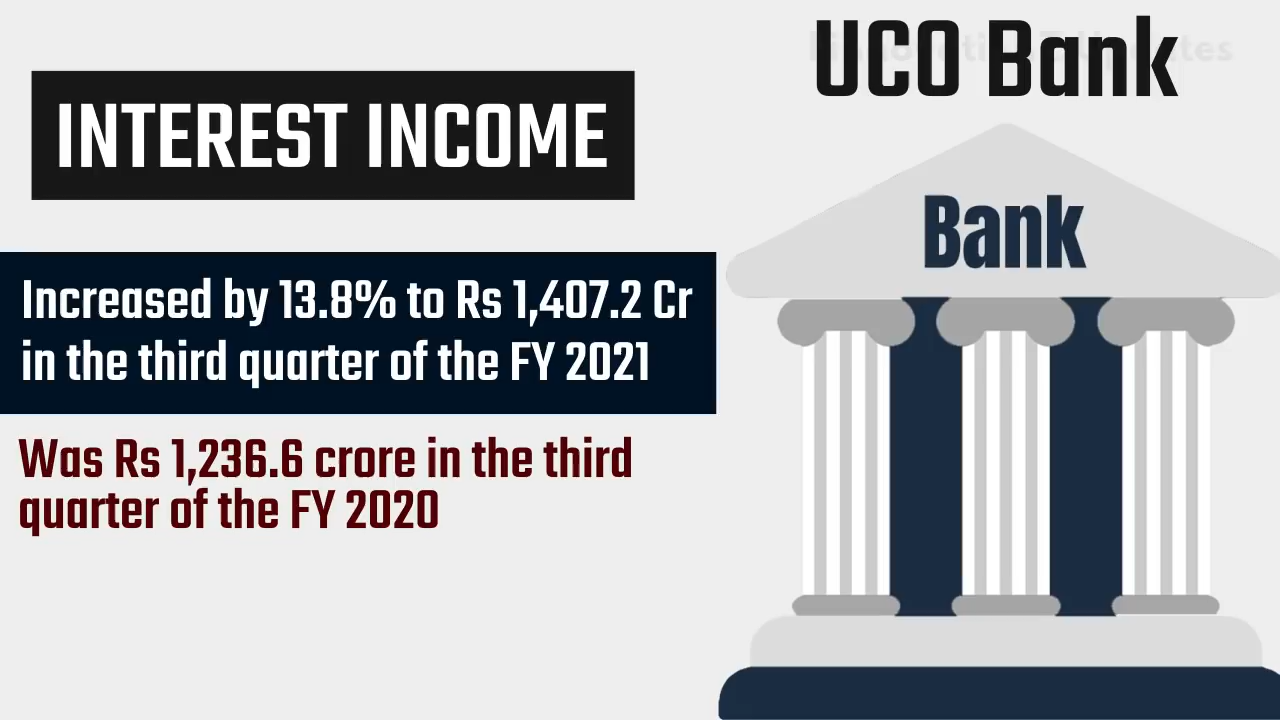 UCO Bank
INTEREST INCOME
Bank
Increased by 13.8% to Rs 1,407.2 Cr
in the third quarter of the FY 2021
Was Rs 1,236.6 crore in the third
quarter of the FY 2020